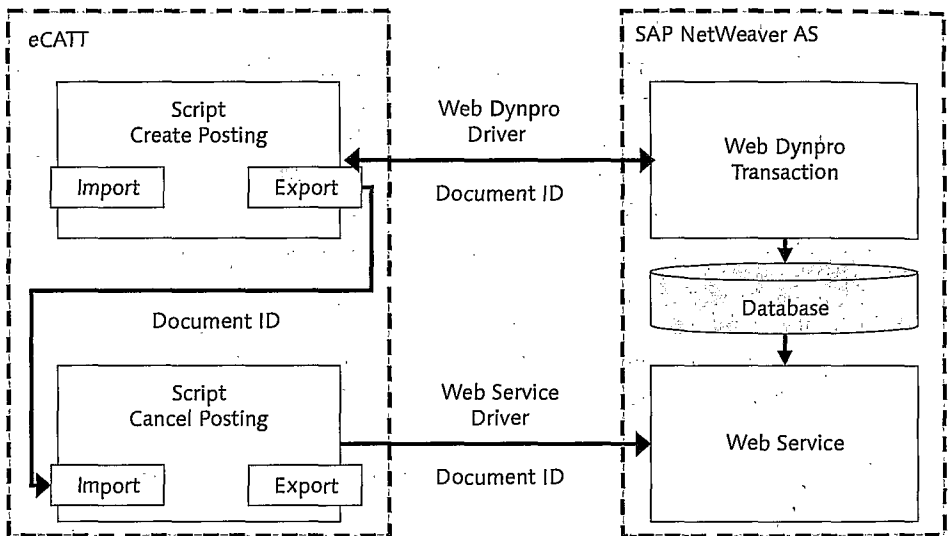 eCATT
SAP NetWeaver AS
Script
Create Posting
Import
Export
Web Dynpro
Driver
Document ID
Web Dynpro
Transaction
Database
Document ID
Script
Cancel Posting
Import
Export
Web Service
Driver
Document ID
Web Service